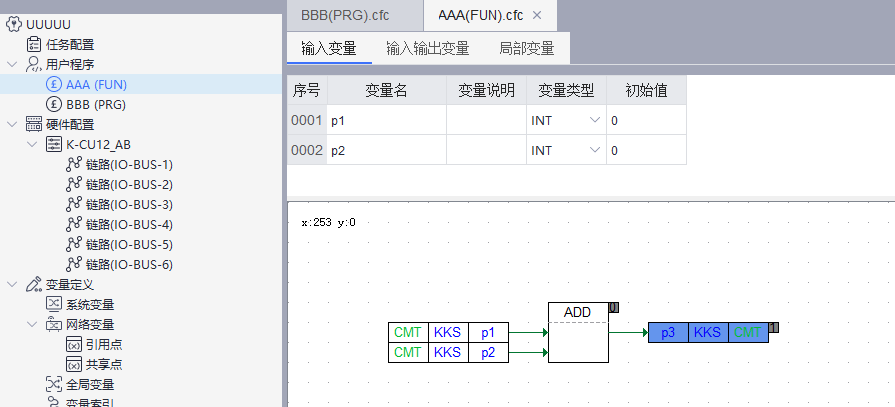 UUUUU
任务配置
用户程序
AAA (FUN)
BBB (PRG)
硬件配置
K-CU12_AB
链路(IO-BUS-1)
链路(IO-BUS-2)
链路(IO-BUS-3)
链路(IO-BUS-4)
链路(IO-BUS-5)
链路(IO-BUS-6)
变量定义
系统变量
网络变量
引用点
共享点
全局变量
变量索引
BBB(PRG).cfc AAA(FUN).cfc
输入变量 输入输出变量 局部变量
序号 变量名 变量说明 变量类型 初始值
0001 p1 INT 0
0002 p2 INT 0
x:253 y:0
ADD 0
CMT KKS p1 p3 KKS CMT 1
CMT KKS p2